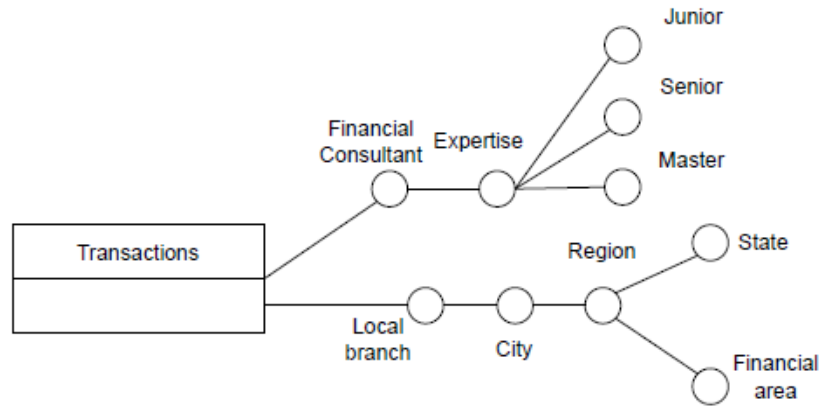 Junior
Senior
Financial
Consultant
Expertise
Master
Transactions
Region
State
Local
branch
City
Financial
area